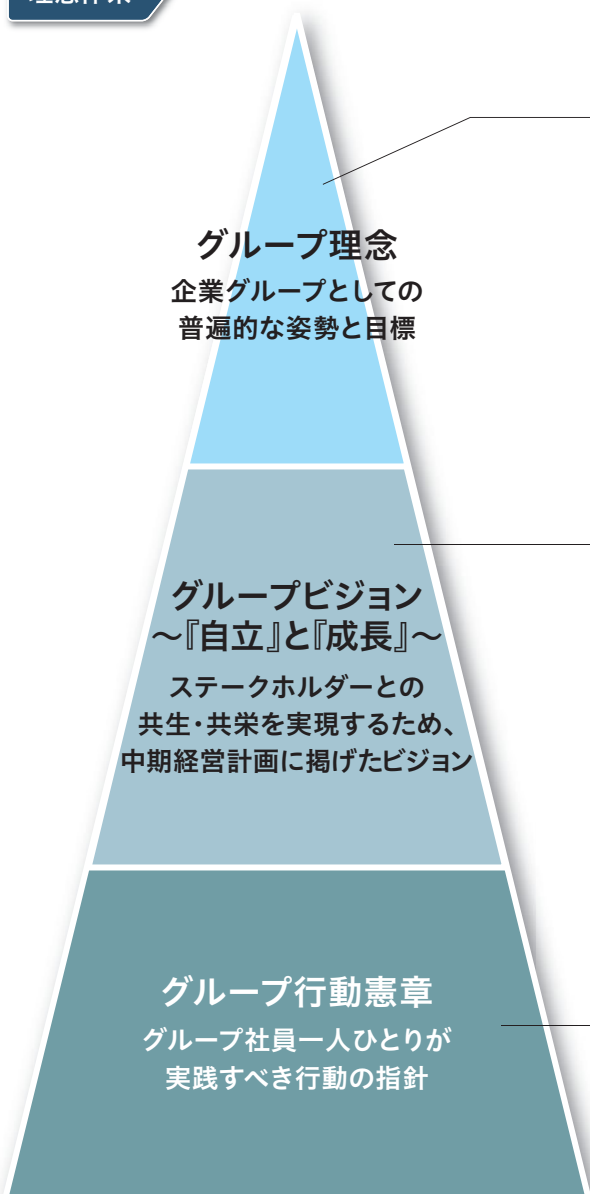 グループ理念
企業グループとしての
普遍的な姿勢と目標
グループビジョン
～『自立』と『成長』～
ステークホルダーとの
共生・共栄を実現するため、
中期経営計画に掲げたビジョン
グループ行動憲章
グループ社員一人ひとりが
実践すべき行動の指針